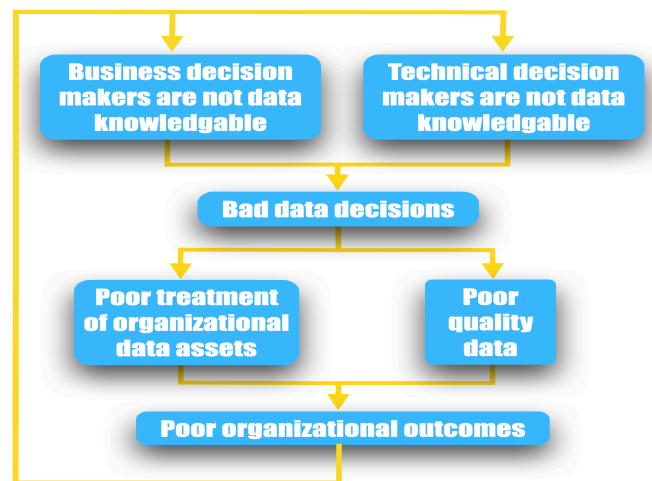 Business decision
makers are not data
knowledgable
Technical decision
makers are not data
knowledgable
Bad data decisions
Poor treatment
of organizational
data assets
Poor
quality
data
Poor organizational outcomes